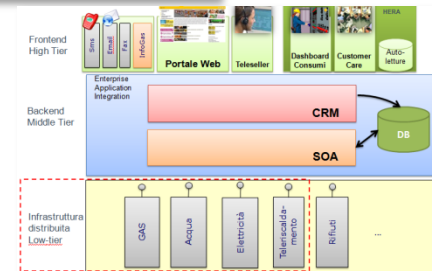 Frontend
High Tier
Sms
Email
Fax
InfoGas
Portale Web
Teleseller
Dashboard
Consumi
Customer
Care
HERA
Auto-
letture
Enterprise
Application
Integration
Backend
Middle Tier
CRM
SOA
DB
Infrastruttura
distribuita
Low-tier
GAS
Acqua
Elettricità
Teleriscalda-
mento
Rifiuti
...